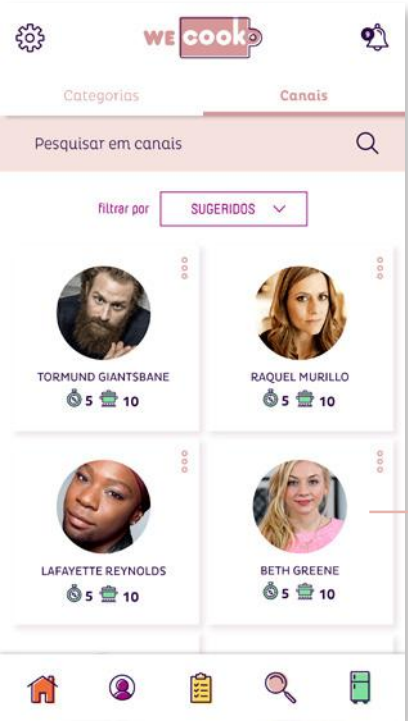 WE cook
Categorias Canais
Pesquisar em canais
filtrar por SUGERIDOS
TORMUND GIANTSBANE RAQUEL MURILLO
5 10 5 10
LAFAYETTE REYNOLDS BETH GREENE
5 10 5 10